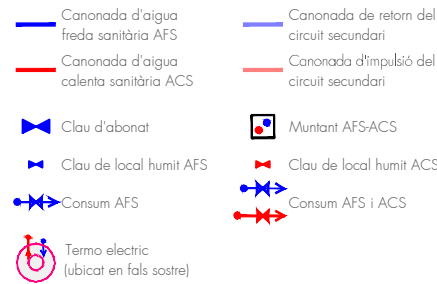 Canonada d'aigua
freda sanitària AFS
Canonada de retorn del
circuit secundari
Canonada d'aigua
calenta sanitària ACS
Canonada d'impulsió del
circuit secundari
Clau d'abonat
Muntant AFS-ACS
Clau de local humit AFS
Clau de local humit ACS
Consum AFS
Consum AFS i ACS
Termo electric
(ubicat en fals sostre)